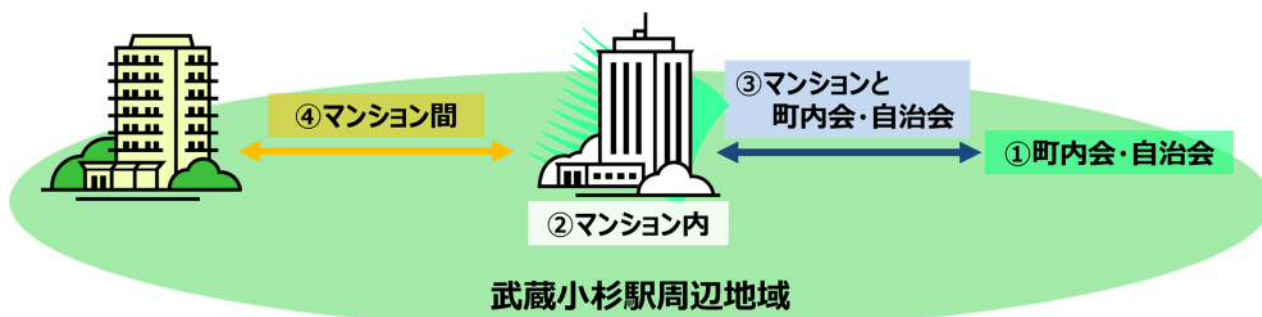 ④マンション間
③マンションと
町内会・自治会
①町内会・自治会
②マンション内
武蔵小杉駅周辺地域